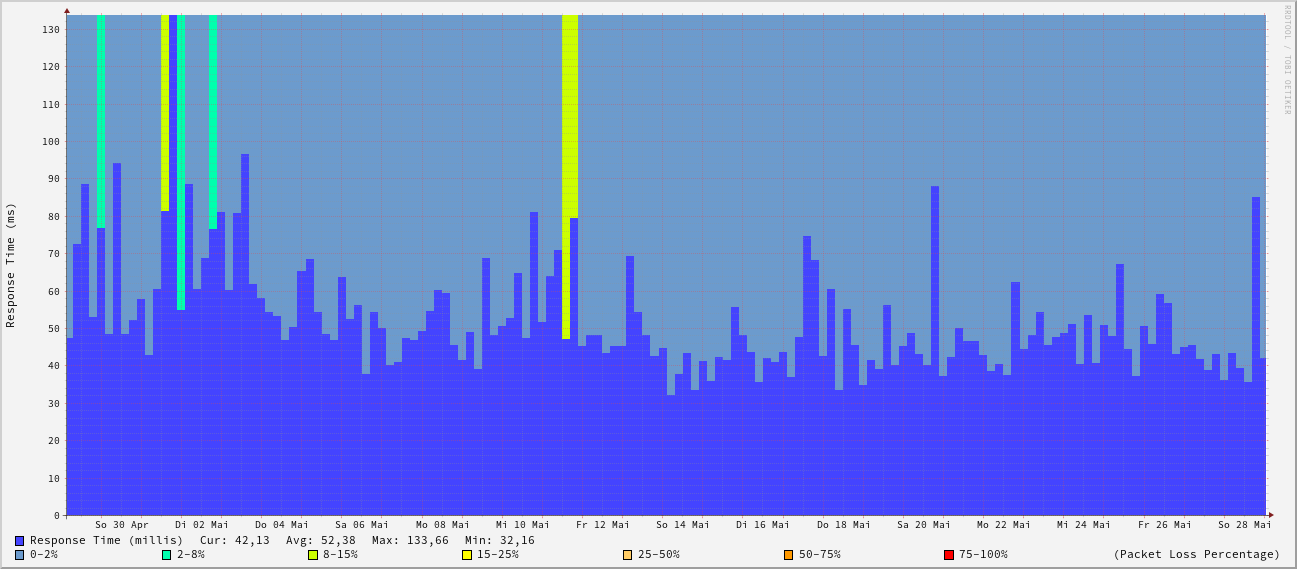 RRDTOOL / TOBI OETIKER
Response Time (ms)
130
120
110
100
90
80
70
60
50
40
30
20
10
0
So 30 Apr Di 02 Mai Do 04 Mai Sa 06 Mai Mo 08 Mai Mi 10 Mai Fr 12 Mai So 14 Mai Di 16 Mai Do 18 Mai Sa 20 Mai Mo 22 Mai Mi 24 Mai Fr 26 Mai So 28 Mai
Response Time (millis) Cur: 42,13 Avg: 52,38 Max: 133,66 Min: 32,16
0-2% 2-8% 8-15% 15-25% 25-50% 50-75% 75-100% (Packet Loss Percentage)